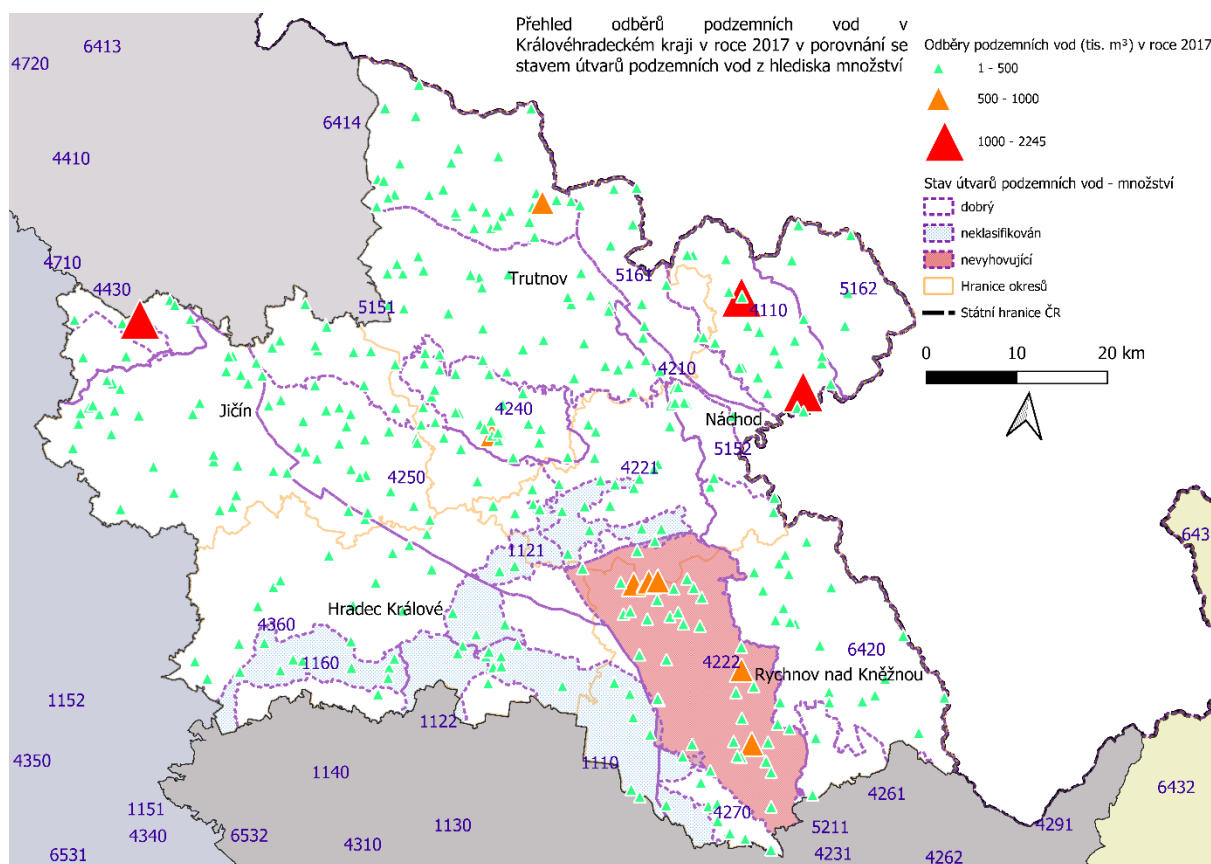 Přehled odběrů podzemních vod v
Královéhradeckém kraji v roce 2017 v porovnání se
stavem útvarů podzemních vod z hlediska množství
Odběry podzemních vod (tis. m³) v roce 2017
1 - 500
500 - 1000
1000 - 2245
Stav útvarů podzemních vod - množství
dobrý
neklasifikován
nevyhovující
Hranice okresů
Státní hranice ČR
0 10 20 km
6413
4720
6414
4410
4710
4430
5151
Trutnov
5161
5162
4110
4210
Jičín
4240
Náchod
5152
4250
4221
643
1121
Hradec Králové
4360
1160
4222
6420
Rychnov nad Kněžnou
1152
1122
4350
1140
1110
6432
1151
4340
1130
4270
4261
6531
6532
4310
5211
4231
4262
4291